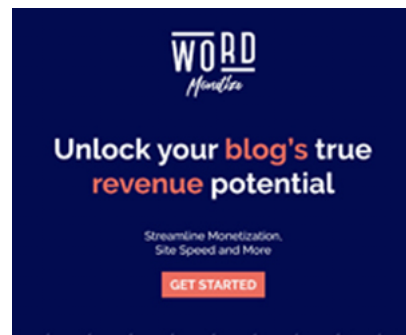 WORD
Monetize
Unlock your blog's true
revenue potential
Streamline Monetization,
Site Speed and More
GET STARTED